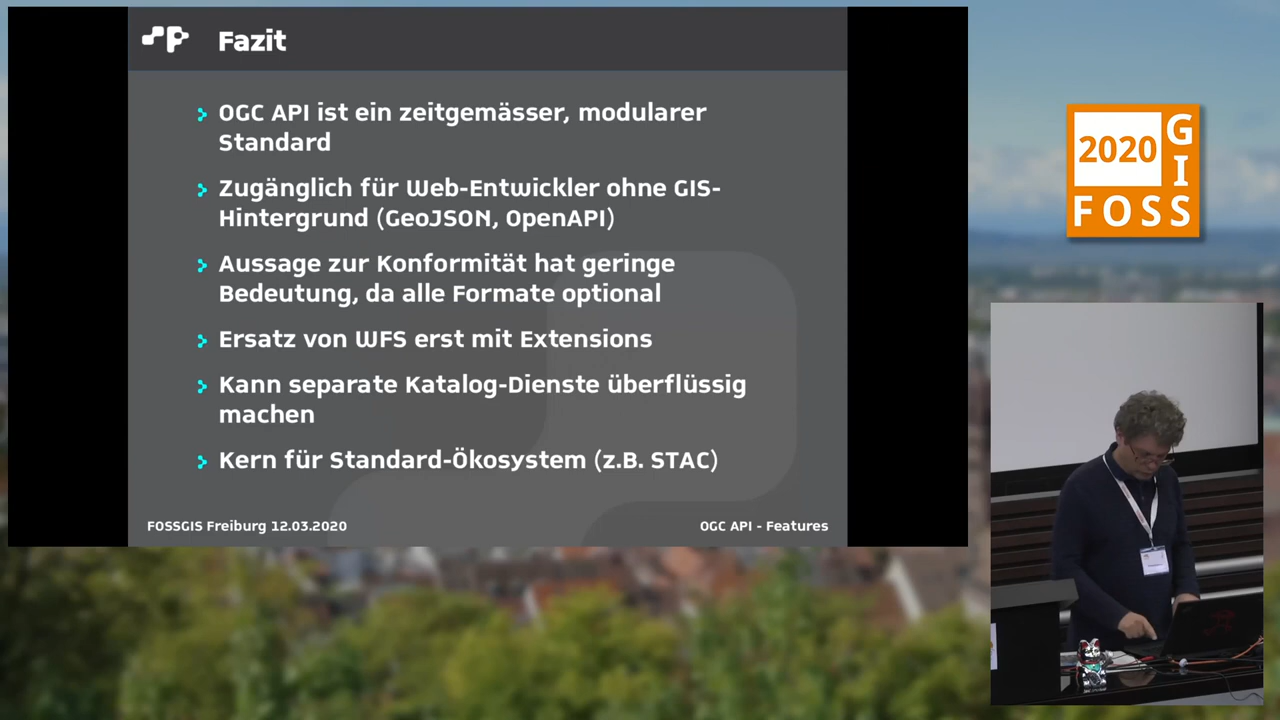 Fazit
OGC API ist ein zeitgemässer, modularer
Standard
Zugänglich für Web-Entwickler ohne GIS-
Hintergrund (GeoJSON, OpenAPI)
Aussage zur Konformität hat geringe
Bedeutung, da alle Formate optional
Ersatz von WFS erst mit Extensions
Kann separate Katalog-Dienste überflüssig
machen
Kern für Standard-Ökosystem (z.B. STAC)
FOSSGIS Freiburg 12.03.2020
OGC API - Features
2020
GIS
FOSS